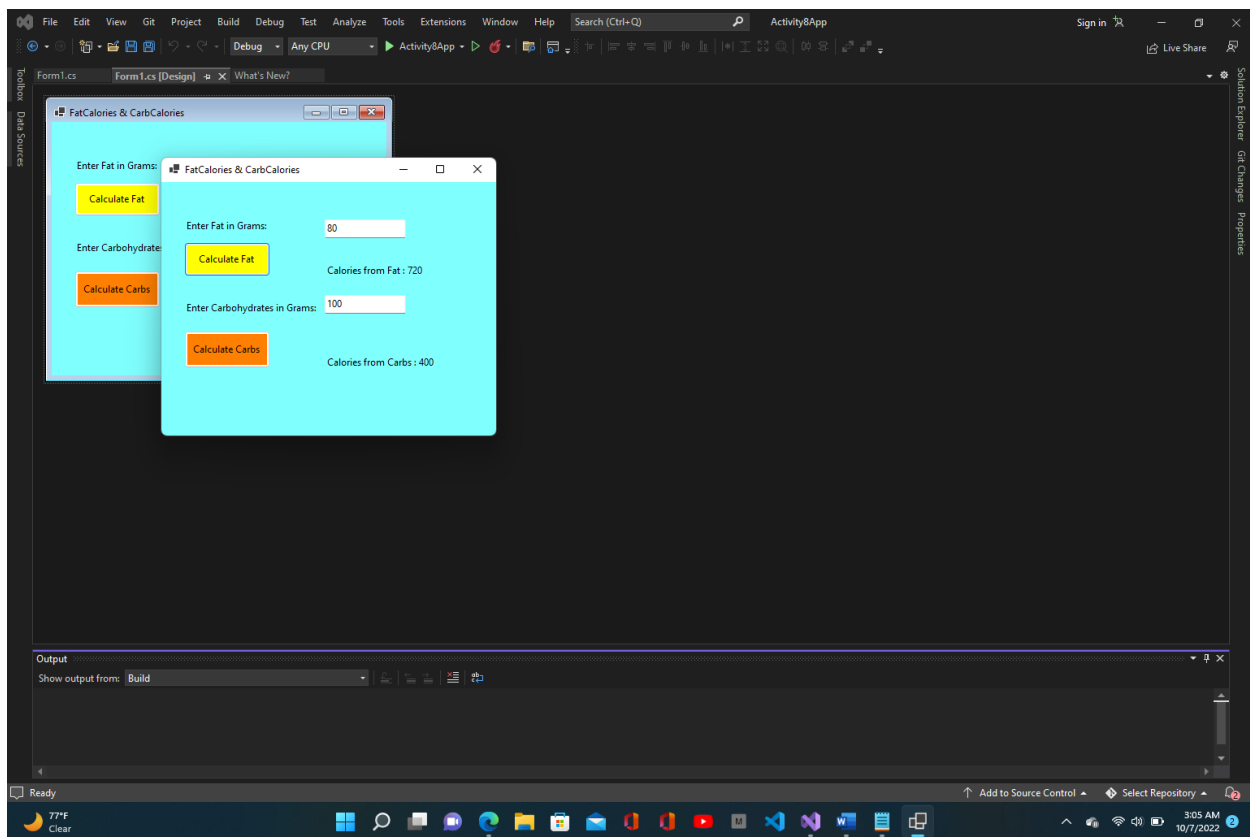 File Edit View Git Project Build Debug Test Analyze Tools Extensions Window Help Search (Ctrl+Q) Activity8App Sign in
Debug Any CPU Activity8App Live Share
Form1.cs Form1.cs [Design] What's New?
Toolbox
Data Sources
Solution Explorer
Git Changes
Properties
FatCalories & CarbCalories
Enter Fat in Grams:
Calculate Fat
Enter Carbohydrate
Calculate Carbs
FatCalories & CarbCalories
Enter Fat in Grams: 80
Calculate Fat
Calories from Fat : 720
Enter Carbohydrates in Grams: 100
Calculate Carbs
Calories from Carbs : 400
Output
Show output from: Build
Ready Add to Source Control Select Repository 2
77°F
Clear
3:05 AM
10/7/2022
2